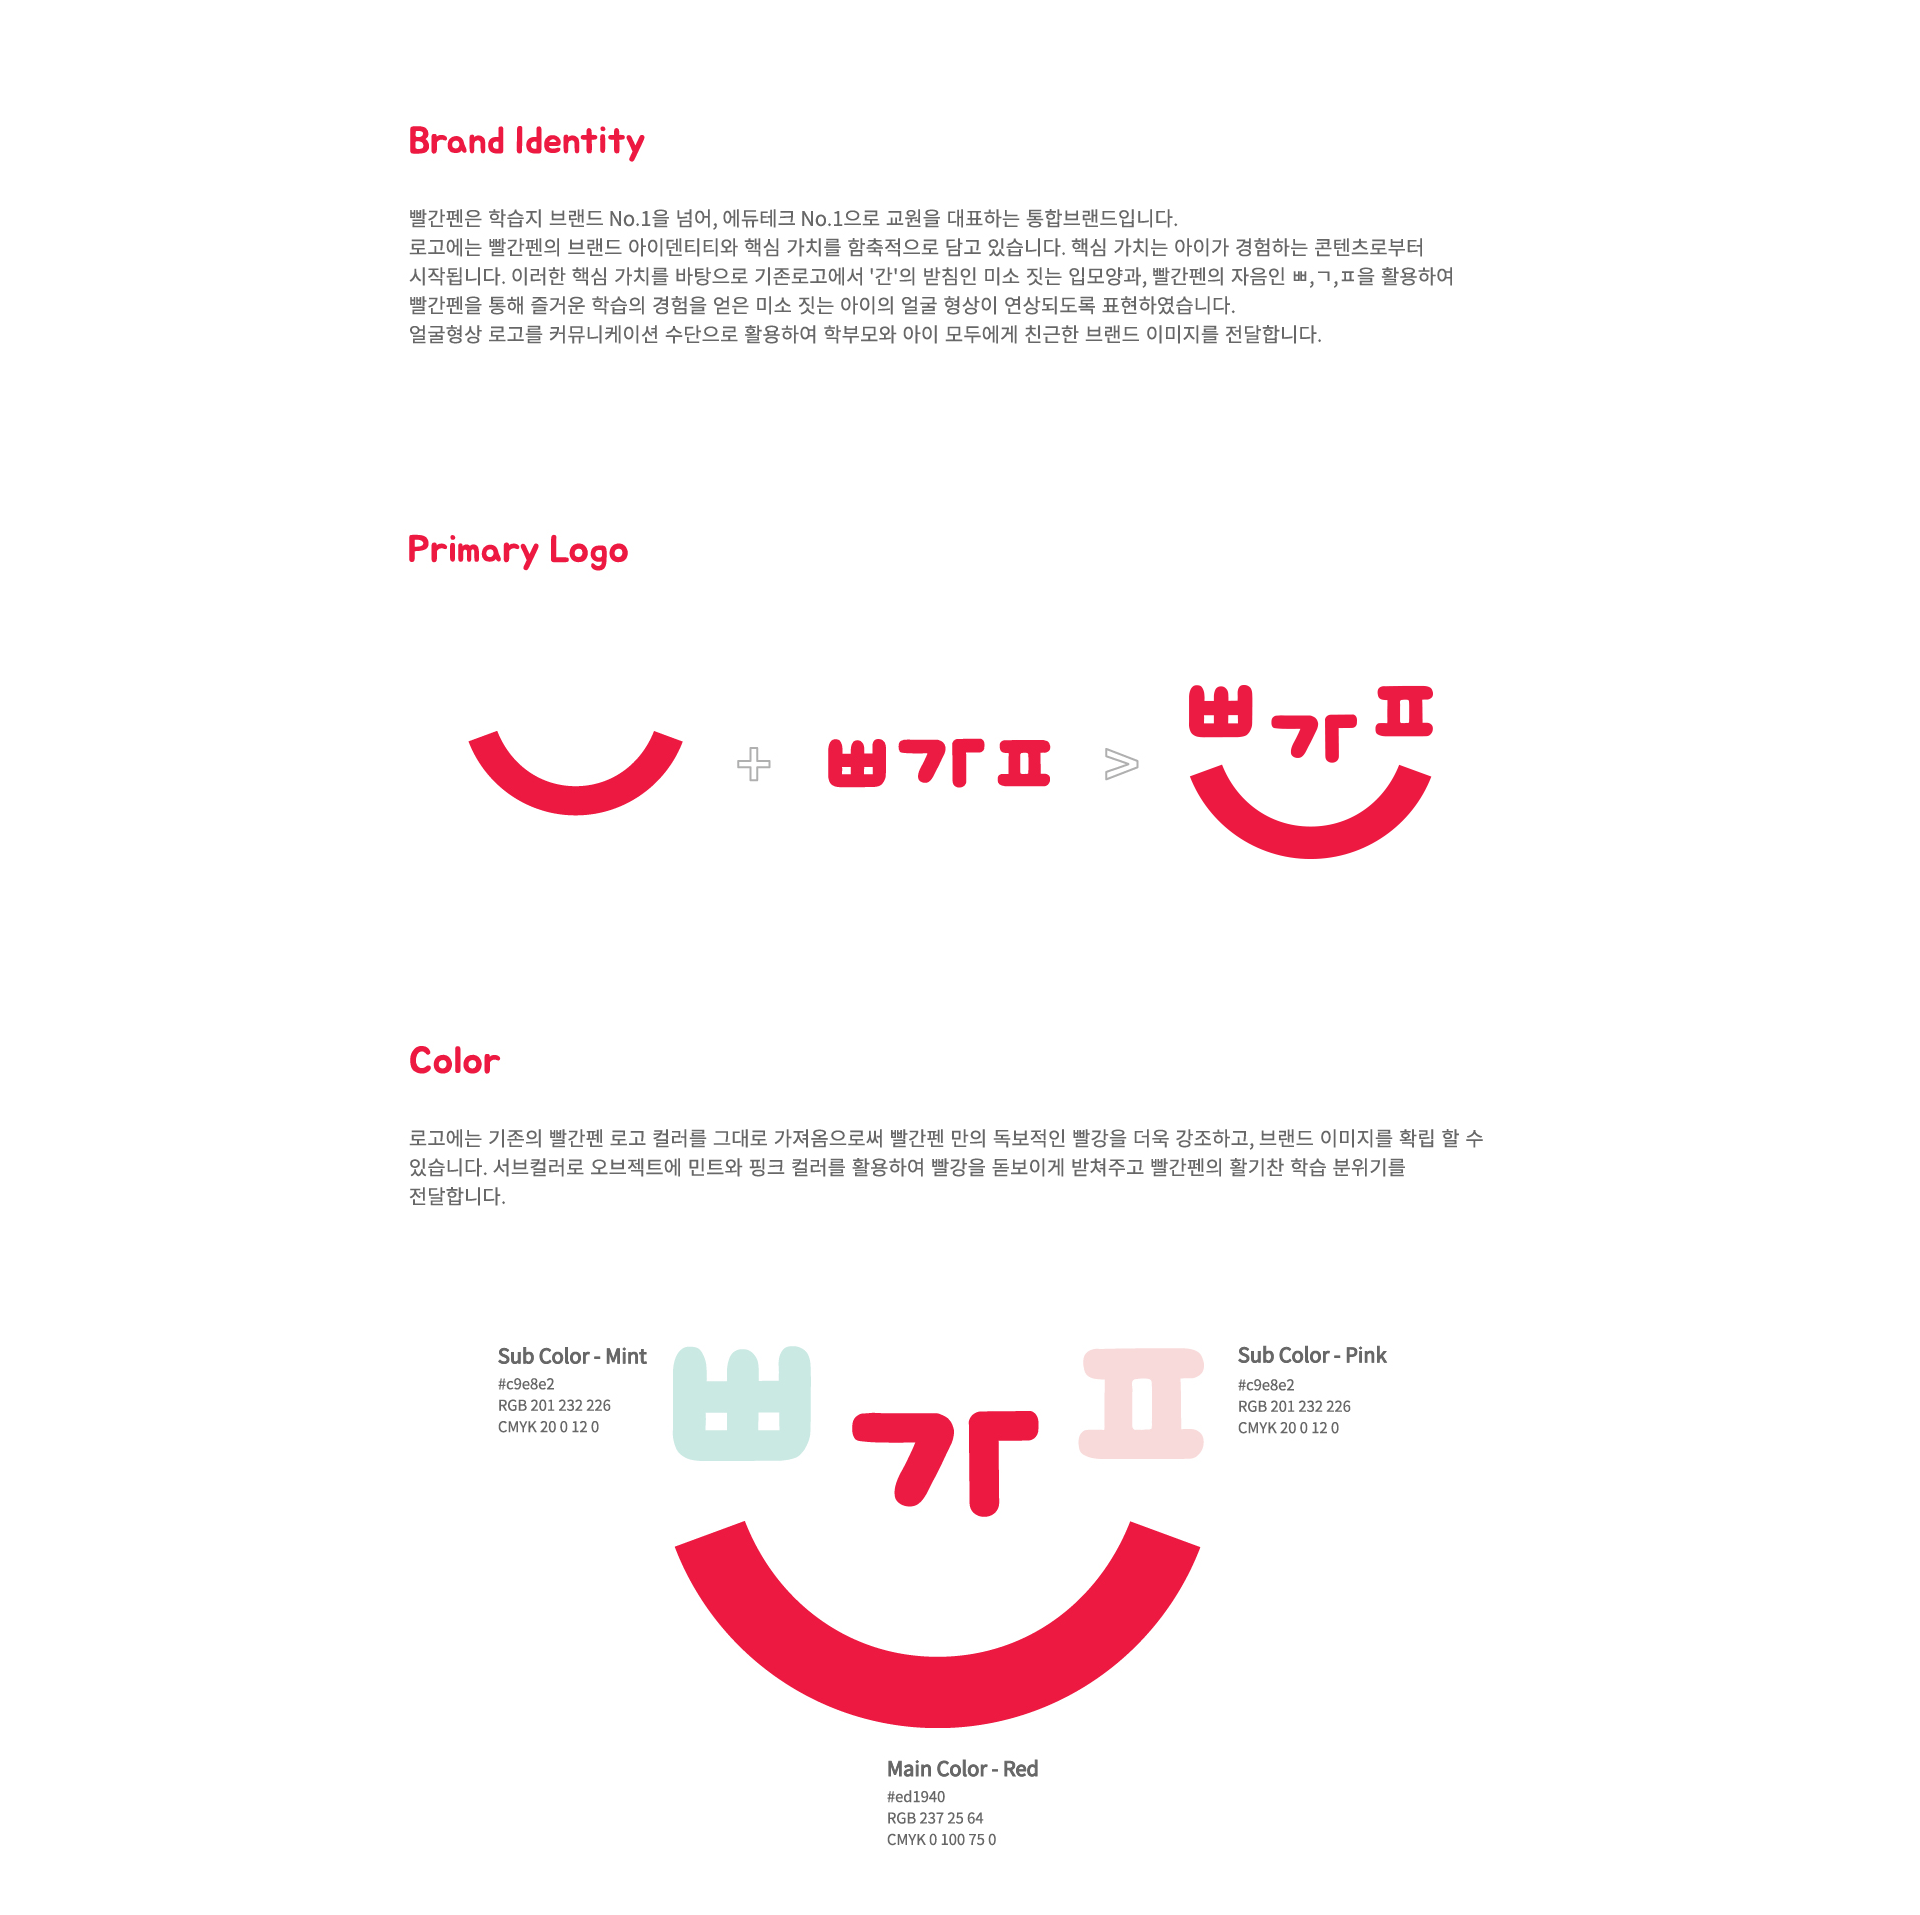 Brand Identity
빨간펜은 학습지 브랜드 No.1을 넘어, 에듀테크 No.1으로 교원을 대표하는 통합브랜드입니다.
로고에는 빨간펜의 브랜드 아이덴티티와 핵심 가치를 함축적으로 담고 있습니다. 핵심 가치는 아이가 경험하는 콘텐츠로부터
시작됩니다. 이러한 핵심 가치를 바탕으로 기존로고에서 '간'의 받침인 미소 짓는 입모양과, 빨간펜의 자음인 ㅃ,ㄱ,ㅍ을 활용하여
빨간펜을 통해 즐거운 학습의 경험을 얻은 미소 짓는 아이의 얼굴 형상이 연상되도록 표현하였습니다.
얼굴형상 로고를 커뮤니케이션 수단으로 활용하여 학부모와 아이 모두에게 친근한 브랜드 이미지를 전달합니다.
Primary Logo
+ ㅃ가ㅍ >
ㅃ가ㅍ
Color
로고에는 기존의 빨간펜 로고 컬러를 그대로 가져옴으로써 빨간펜 만의 독보적인 빨강을 더욱 강조하고, 브랜드 이미지를 확립 할 수
있습니다. 서브컬러로 오브젝트에 민트와 핑크 컬러를 활용하여 빨강을 돋보이게 받쳐주고 빨간펜의 활기찬 학습 분위기를
전달합니다.
Sub Color - Mint
#c9e8e2
RGB 201 232 226
CMYK 20 0 12 0
ㅃ가ㅍ
Sub Color - Pink
#c9e8e2
RGB 201 232 226
CMYK 20 0 12 0
Main Color - Red
#ed1940
RGB 237 25 64
CMYK 0 100 75 0